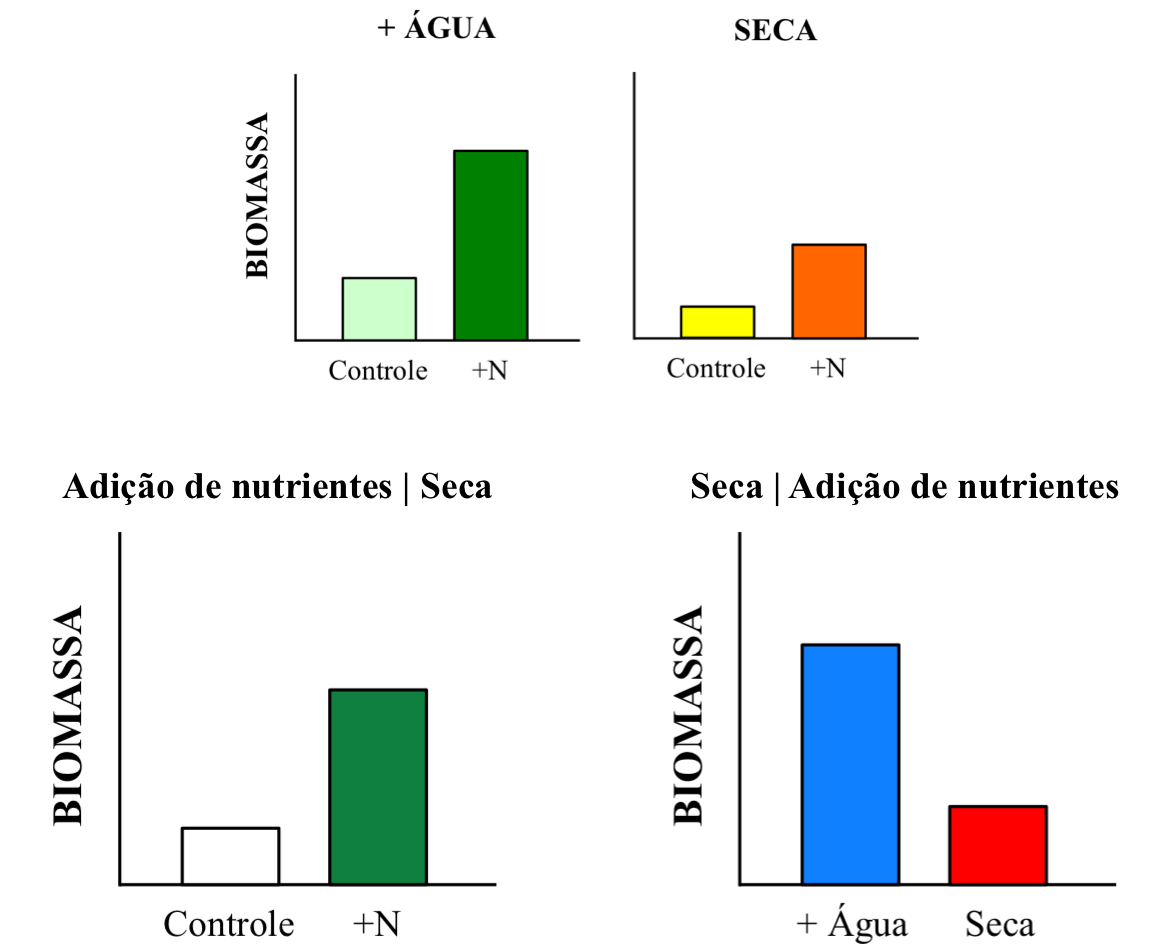 + ÁGUA
SECA
BIOMASSA
Controle
+N
Controle
+N
Adição de nutrientes | Seca
Seca | Adição de nutrientes
BIOMASSA
BIOMASSA
Controle
+N
+ Água
Seca